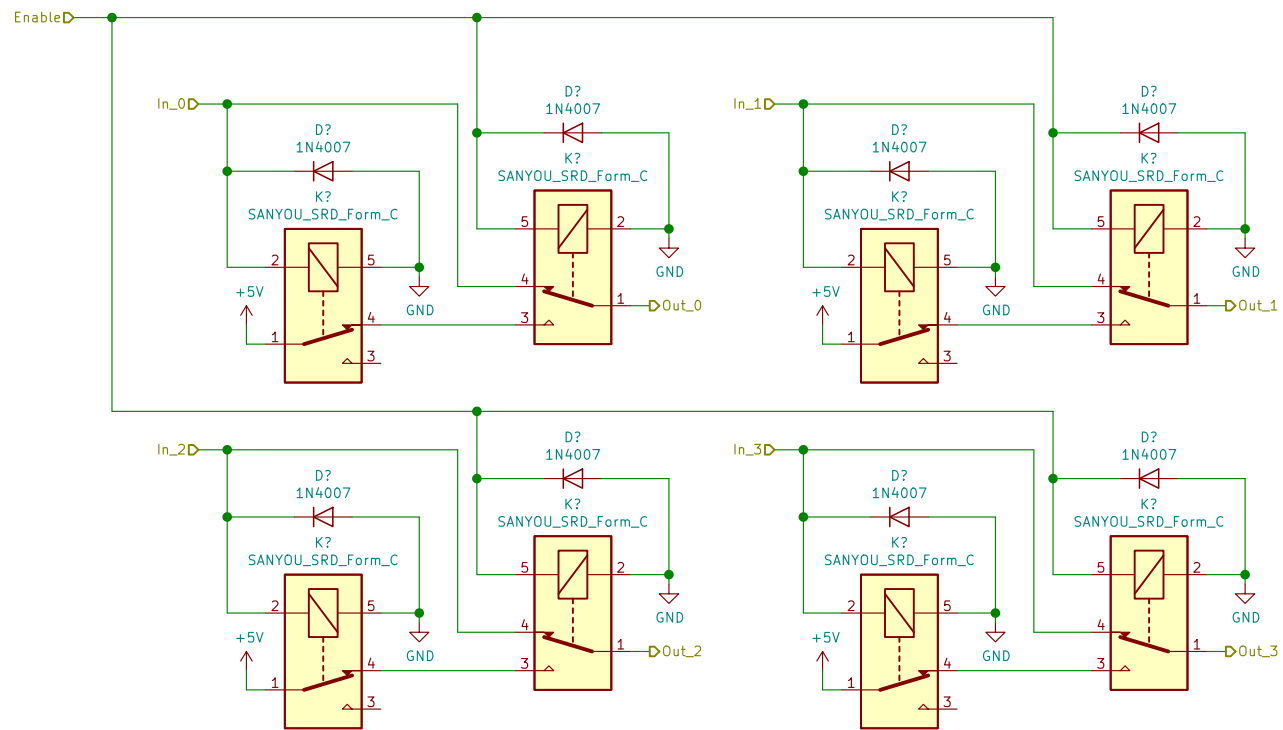 Enable
In_0
D?
1N4007
K?
SANYOU_SRD_Form_C
2
5
+5V
GND
1
4
3
D?
1N4007
K?
SANYOU_SRD_Form_C
5
2
GND
4
1
Out_0
3
In_1
D?
1N4007
K?
SANYOU_SRD_Form_C
2
5
+5V
GND
1
4
3
D?
1N4007
K?
SANYOU_SRD_Form_C
5
2
GND
4
1
Out_1
3
In_2
D?
1N4007
K?
SANYOU_SRD_Form_C
2
5
+5V
GND
1
4
3
D?
1N4007
K?
SANYOU_SRD_Form_C
5
2
GND
4
1
Out_2
3
In_3
D?
1N4007
K?
SANYOU_SRD_Form_C
2
5
+5V
GND
1
4
3
D?
1N4007
K?
SANYOU_SRD_Form_C
5
2
GND
4
1
Out_3
3